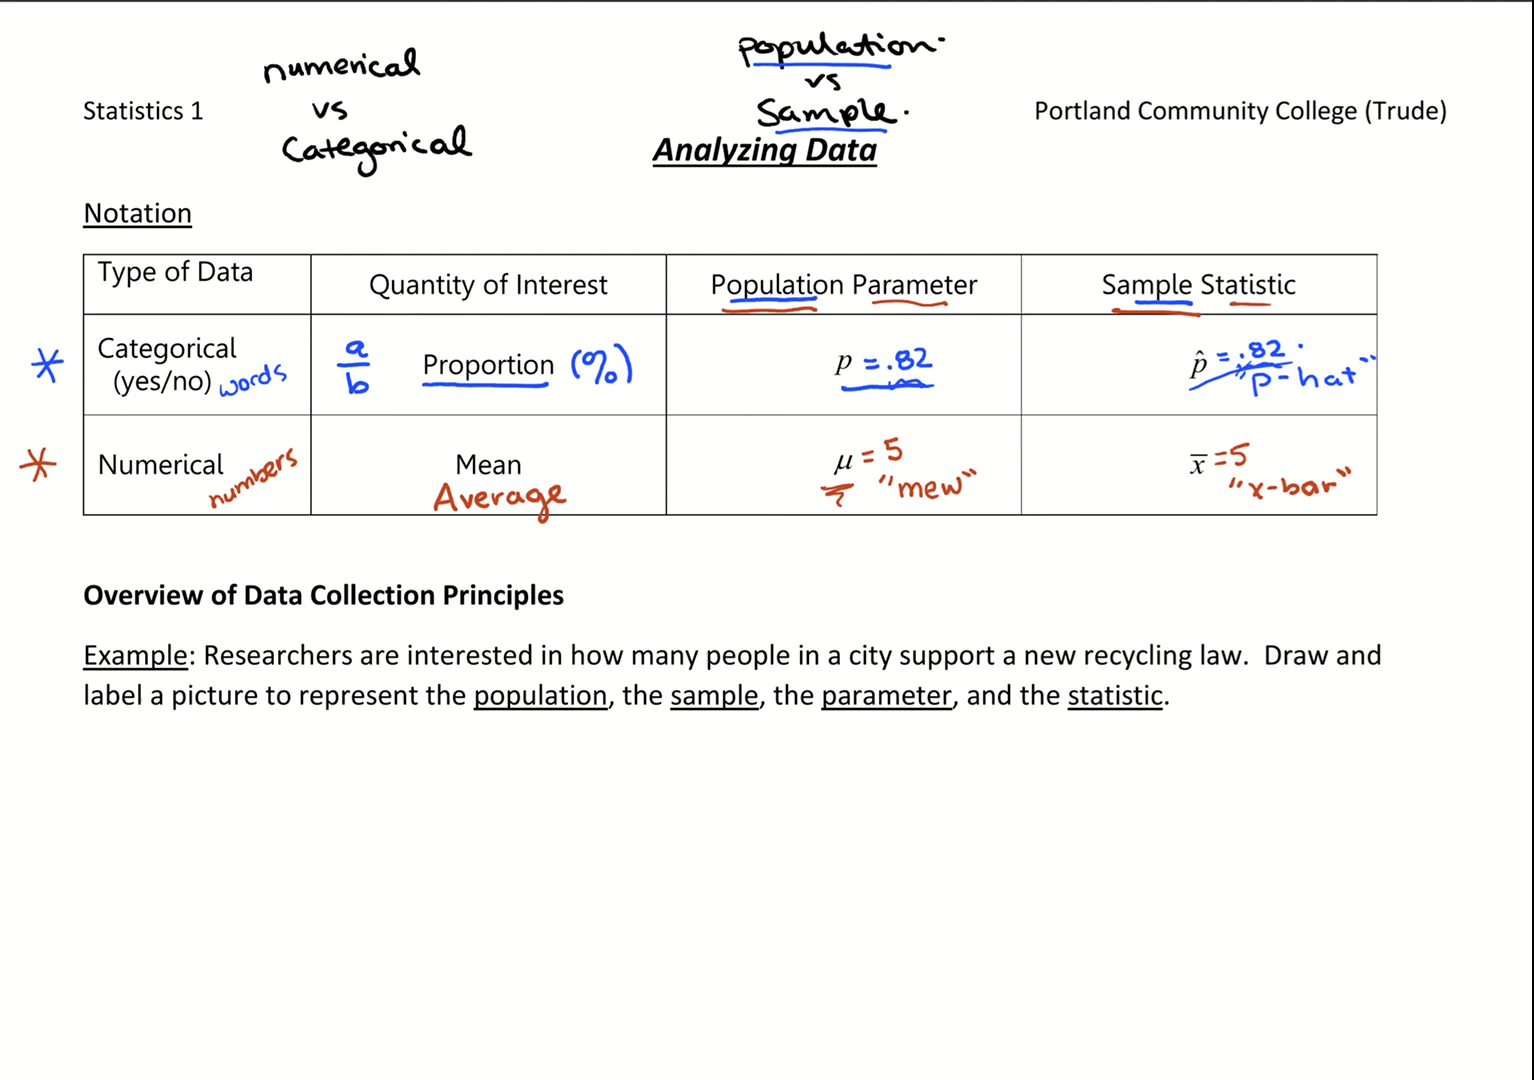 numerical
vs
Categorical
population
vs
Sample.
Statistics 1
Portland Community College (Trude)
Analyzing Data
Notation
Type of Data
Quantity of Interest
Population Parameter
Sample Statistic
Categorical
(yes/no) words
a
b
Proportion (%)
p = .82
p̂ = .82
"p-hat"
Numerical
numbers
Mean
Average
μ = 5
"mew"
x̅ = 5
"x-bar"
Overview of Data Collection Principles
Example: Researchers are interested in how many people in a city support a new recycling law. Draw and
label a picture to represent the population, the sample, the parameter, and the statistic.